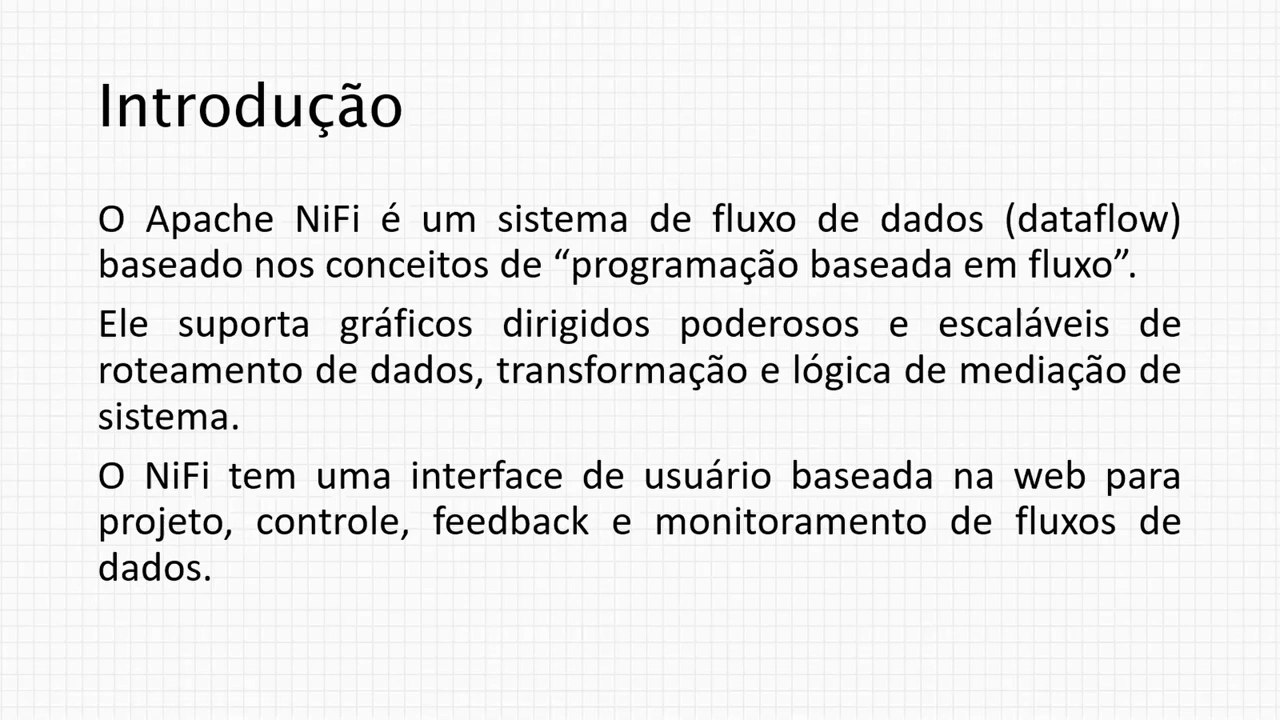 Introdução
O Apache NiFi é um sistema de fluxo de dados (dataflow)
baseado nos conceitos de “programação baseada em fluxo”.
Ele suporta gráficos dirigidos poderosos e escaláveis de
roteamento de dados, transformação e lógica de mediação de
sistema.
O NiFi tem uma interface de usuário baseada na web para
projeto, controle, feedback e monitoramento de fluxos de
dados.